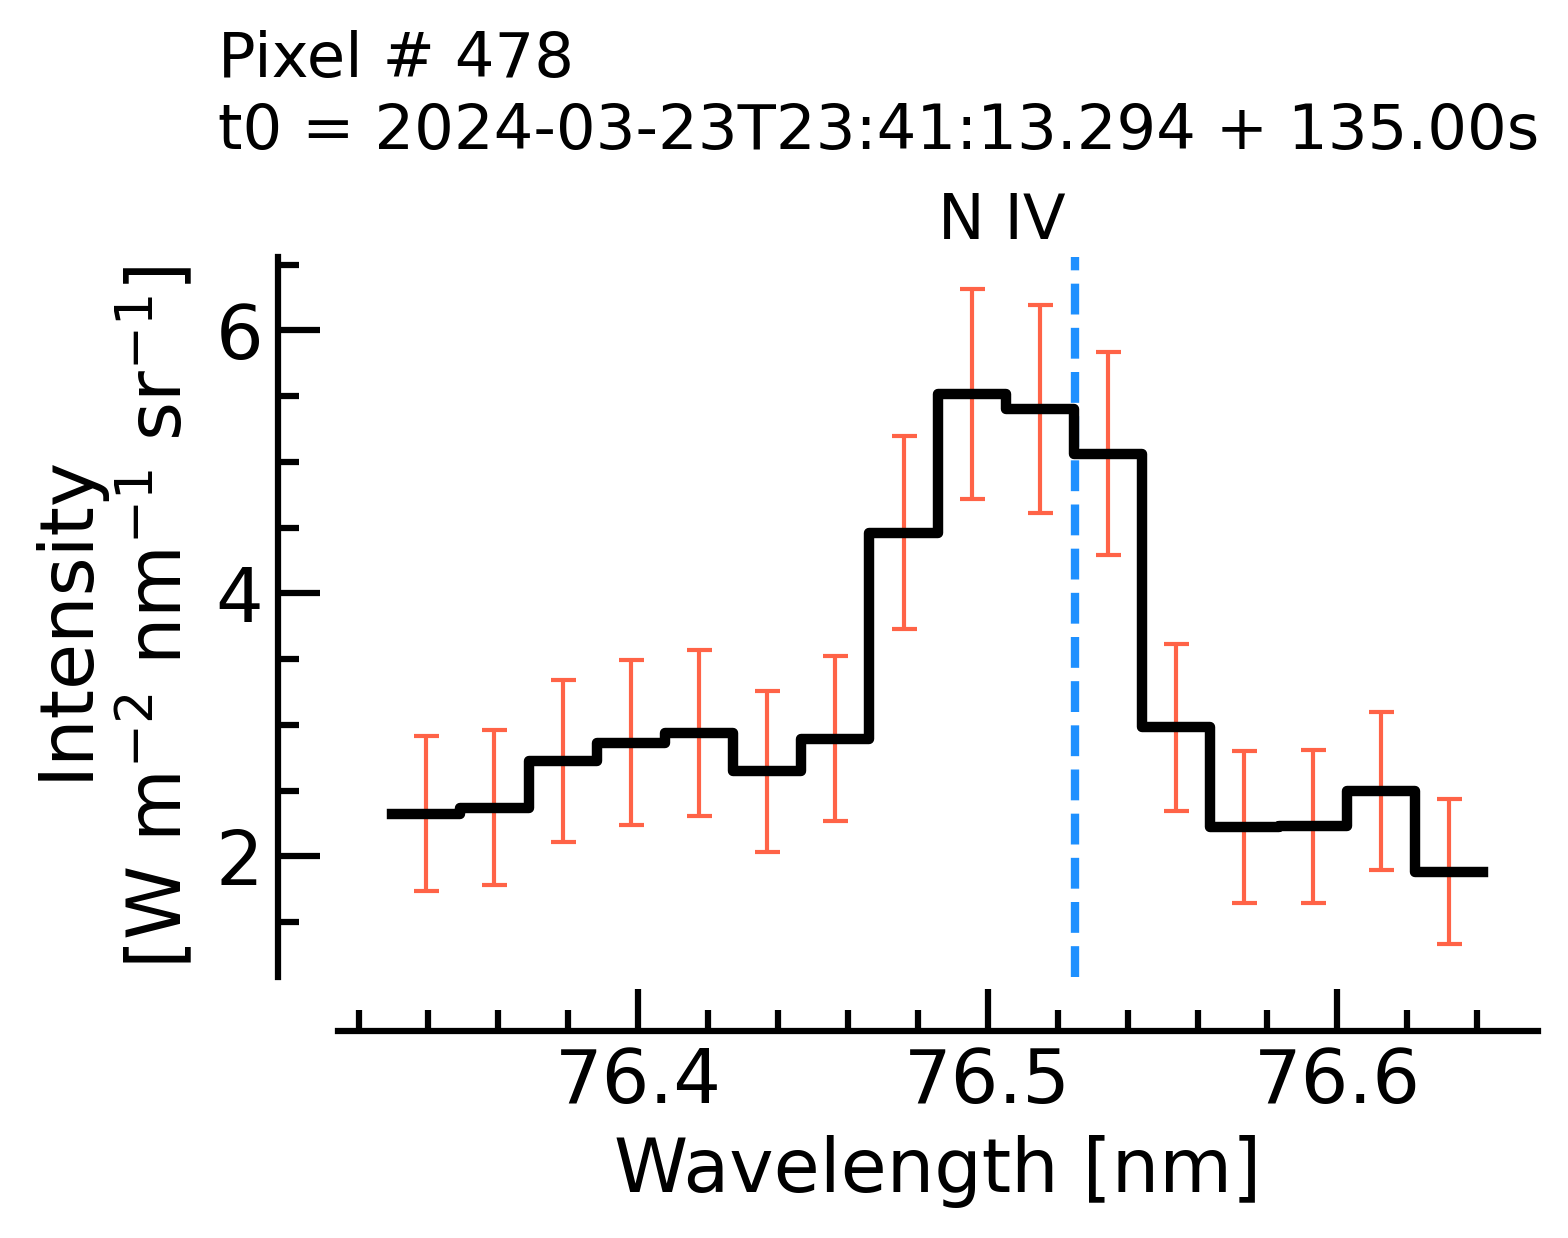 Pixel # 478
t0 = 2024-03-23T23:41:13.294 + 135.00s
N IV
Intensity
[W m⁻² nm⁻¹ sr⁻¹]
6
4
2
76.4 76.5 76.6
Wavelength [nm]